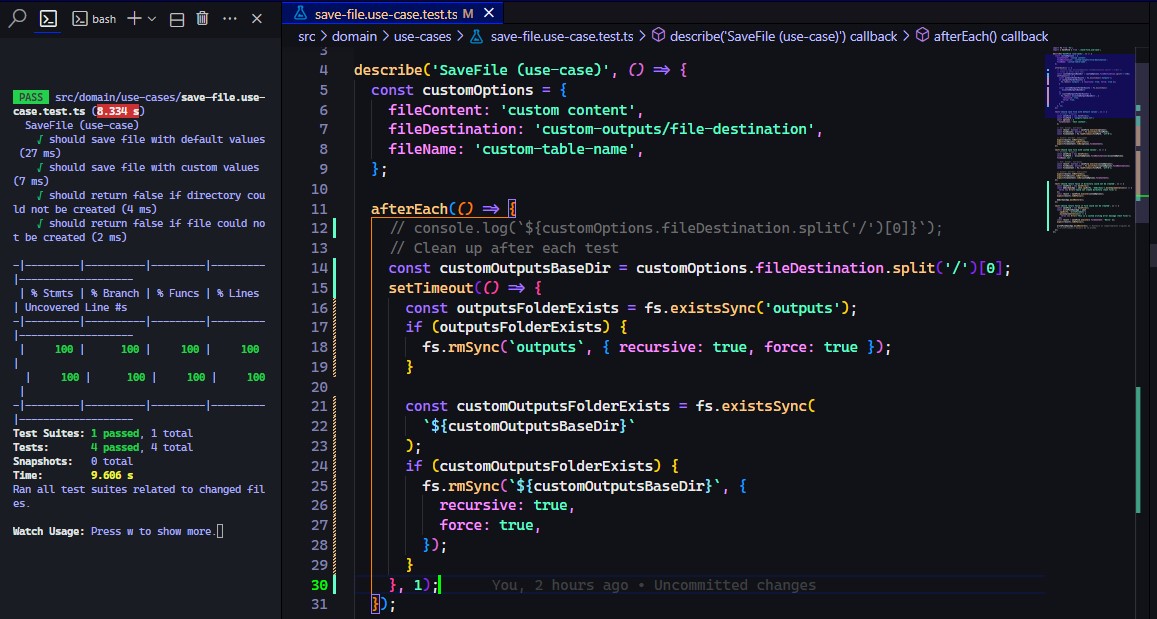 bash
PASS src/domain/use-cases/save-file.use-
case.test.ts (8.334 s)
SaveFile (use-case)
√ should save file with default values
(27 ms)
√ should save file with custom values
(7 ms)
√ should return false if directory cou
ld not be created (4 ms)
√ should return false if file could no
t be created (2 ms)
-|---------|----------|---------|---------
|-------------------
| % Stmts | % Branch | % Funcs | % Lines
| Uncovered Line #s
-|---------|----------|---------|---------
|-------------------
| 100 | 100 | 100 | 100
|
| 100 | 100 | 100 | 100
|
-|---------|----------|---------|---------
|-------------------
Test Suites: 1 passed, 1 total
Tests: 4 passed, 4 total
Snapshots: 0 total
Time: 9.606 s
Ran all test suites related to changed fil
es.
Watch Usage: Press w to show more.
save-file.use-case.test.ts M
src > domain > use-cases > save-file.use-case.test.ts > describe('SaveFile (use-case)') callback > afterEach() callback
3
4 describe('SaveFile (use-case)', () => {
5 const customOptions = {
6 fileContent: 'custom content',
7 fileDestination: 'custom-outputs/file-destination',
8 fileName: 'custom-table-name',
9 };
10
11 afterEach(() => {
12 // console.log(`${customOptions.fileDestination.split('/')[0]}`);
13 // Clean up after each test
14 const customOutputsBaseDir = customOptions.fileDestination.split('/')[0];
15 setTimeout(() => {
16 const outputsFolderExists = fs.existsSync('outputs');
17 if (outputsFolderExists) {
18 fs.rmSync(`outputs`, { recursive: true, force: true });
19 }
20
21 const customOutputsFolderExists = fs.existsSync(
22 `${customOutputsBaseDir}`
23 );
24 if (customOutputsFolderExists) {
25 fs.rmSync(`${customOutputsBaseDir}`, {
26 recursive: true,
27 force: true,
28 });
29 }
30 }, 1); You, 2 hours ago • Uncommitted changes
31 });